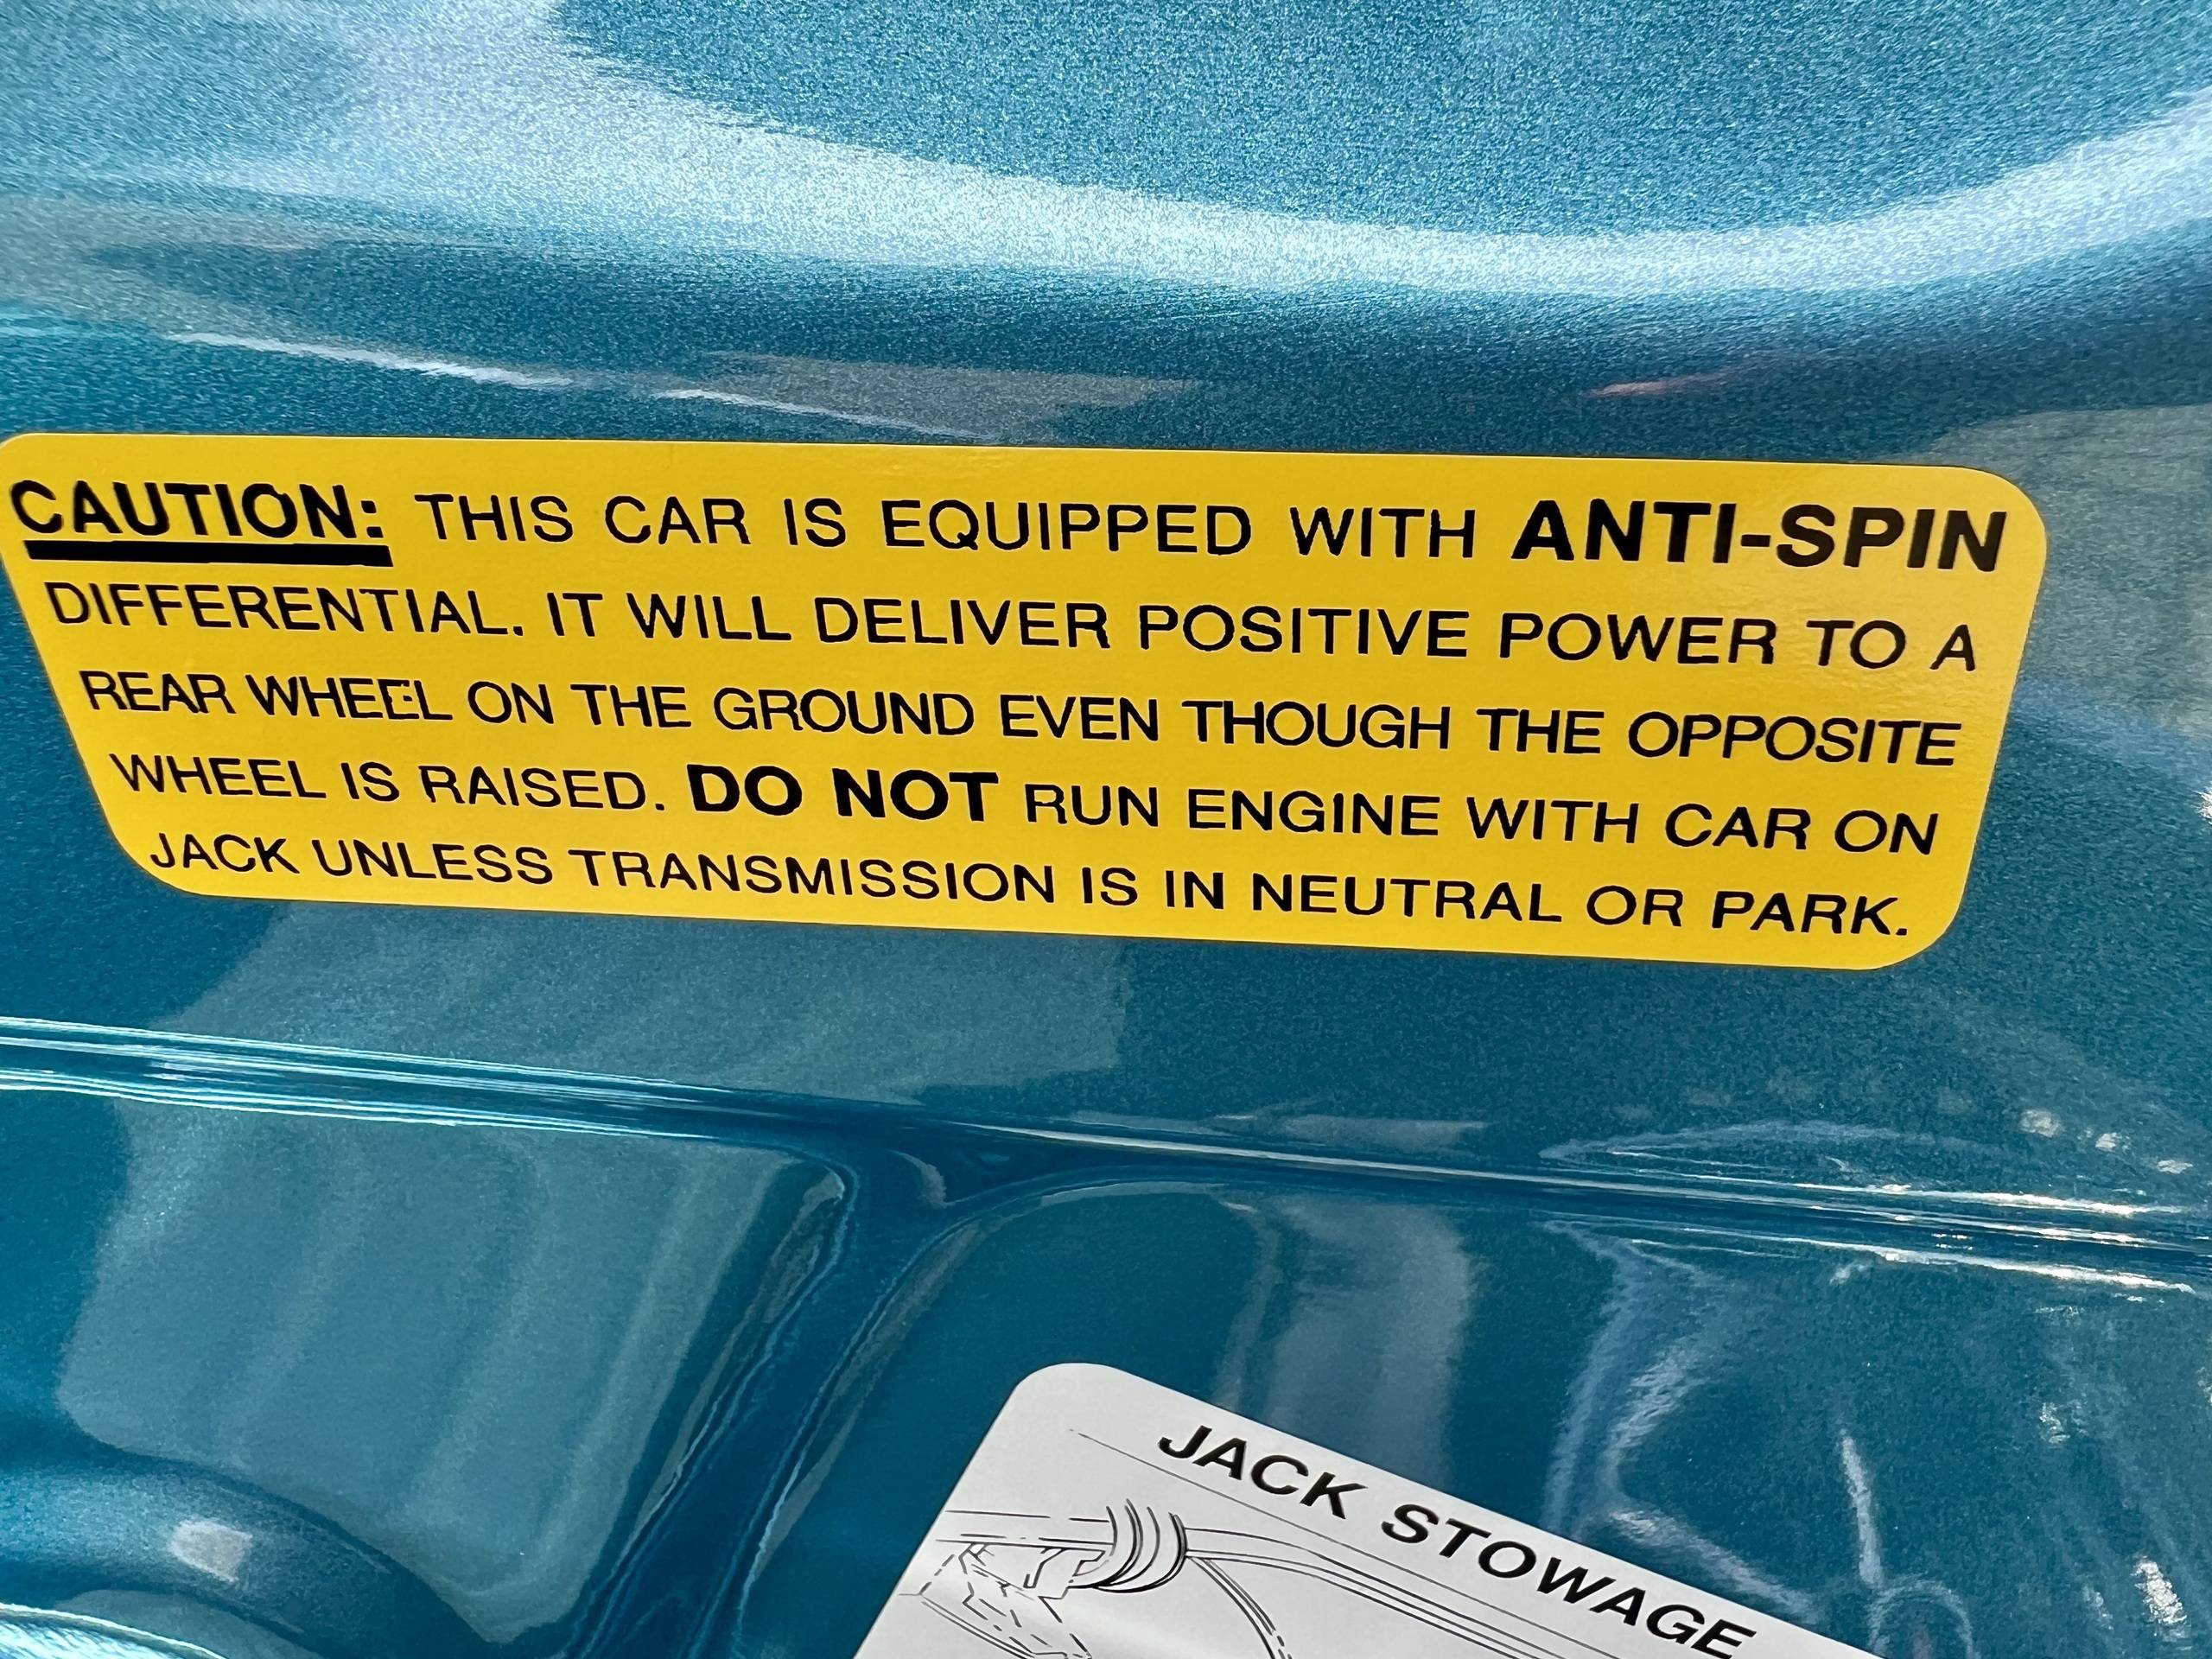 CAUTION: THIS CAR IS EQUIPPED WITH ANTI-SPIN
DIFFERENTIAL. IT WILL DELIVER POSITIVE POWER TO A
REAR WHEEL ON THE GROUND EVEN THOUGH THE OPPOSITE
WHEEL IS RAISED. DO NOT RUN ENGINE WITH CAR ON
JACK UNLESS TRANSMISSION IS IN NEUTRAL OR PARK.
JACK STOWAGE